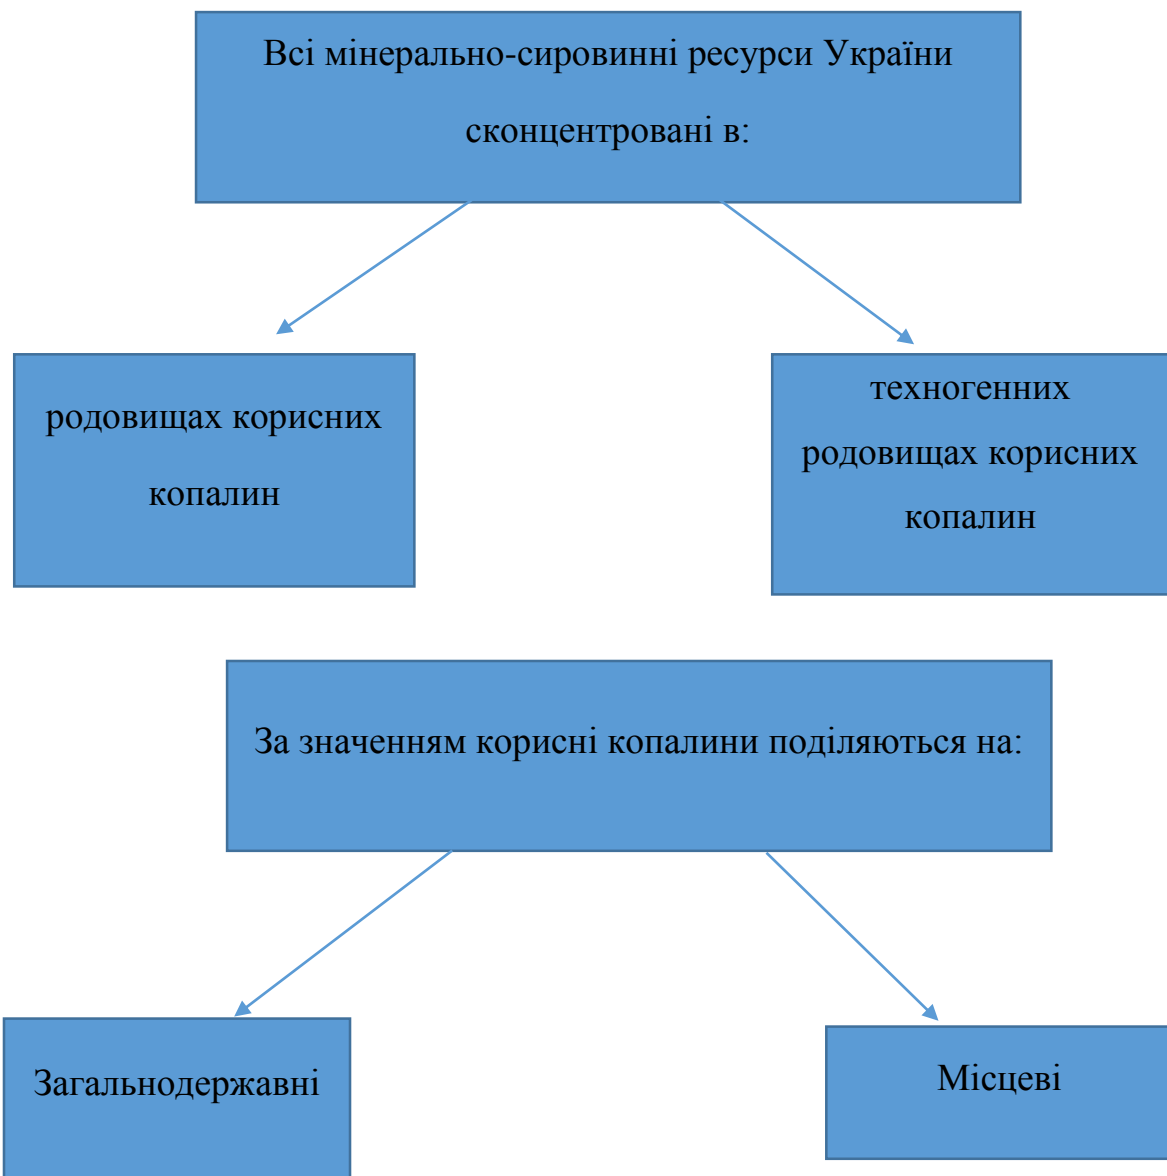 Всі мінерально-сировинні ресурси України
сконцентровані в:
родовищах корисних
копалин
техногенних
родовищах корисних
копалин
За значенням корисні копалини поділяються на:
Загальнодержавні
Місцеві